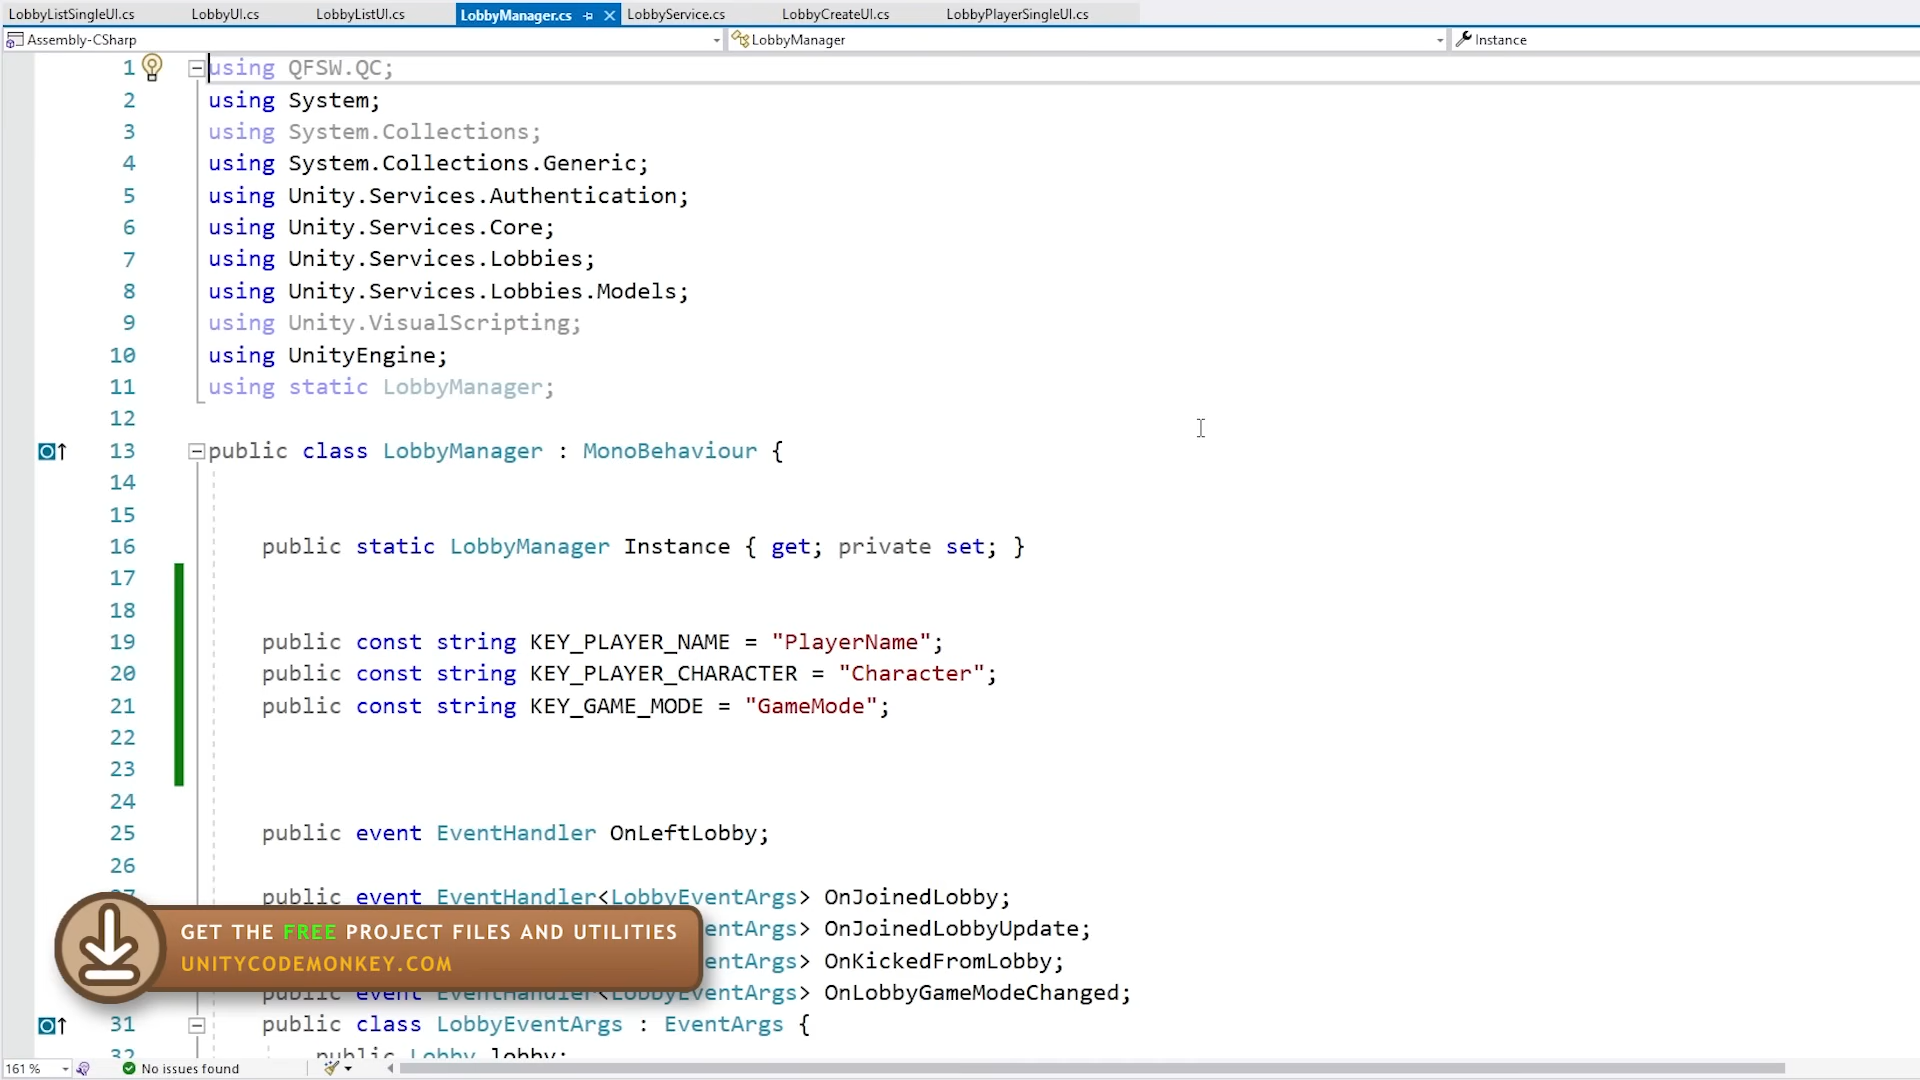 LobbyListSingleUI.cs LobbyUI.cs LobbyListUI.cs LobbyManager.cs LobbyService.cs LobbyCreateUI.cs LobbyPlayerSingleUI.cs
Assembly-CSharp LobbyManager Instance
1 using QFSW.QC;
2 using System;
3 using System.Collections;
4 using System.Collections.Generic;
5 using Unity.Services.Authentication;
6 using Unity.Services.Core;
7 using Unity.Services.Lobbies;
8 using Unity.Services.Lobbies.Models;
9 using Unity.VisualScripting;
10 using UnityEngine;
11 using static LobbyManager;
12
13 public class LobbyManager : MonoBehaviour {
14
15
16 public static LobbyManager Instance { get; private set; }
17
18
19 public const string KEY_PLAYER_NAME = "PlayerName";
20 public const string KEY_PLAYER_CHARACTER = "Character";
21 public const string KEY_GAME_MODE = "GameMode";
22
23
24
25 public event EventHandler OnLeftLobby;
26
27 public event EventHandler<LobbyEventArgs> OnJoinedLobby;
ventArgs> OnJoinedLobbyUpdate;
ventArgs> OnKickedFromLobby;
public event EventHandler<LobbyEventArgs> OnLobbyGameModeChanged;
31 public class LobbyEventArgs : EventArgs {
32 public Lobby lobby;
GET THE FREE PROJECT FILES AND UTILITIES
UNITYCODEMONKEY.COM
161 % No issues found